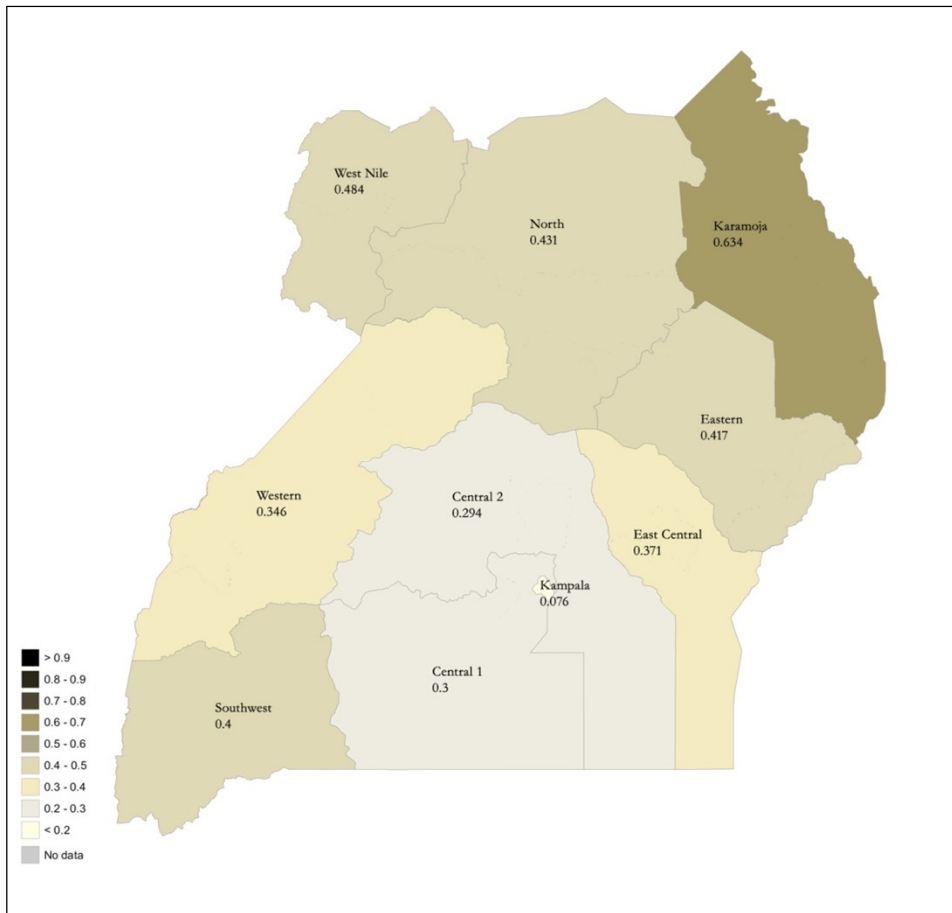 West Nile
0.484
North
0.431
Karamoja
0.634
Eastern
0.417
Western
0.346
Central 2
0.294
East Central
0.371
Kampala
0.076
Central 1
0.3
Southwest
0.4
> 0.9
0.8 - 0.9
0.7 - 0.8
0.6 - 0.7
0.5 - 0.6
0.4 - 0.5
0.3 - 0.4
0.2 - 0.3
< 0.2
No data